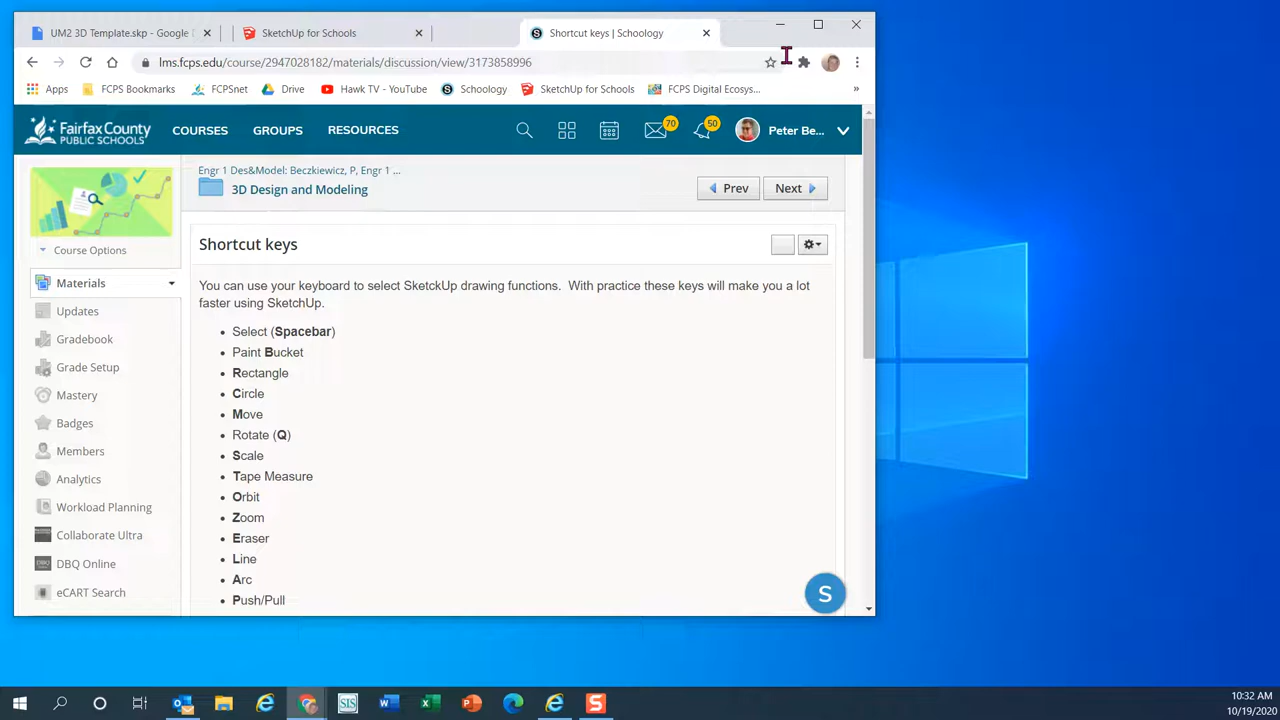 UM2 3D Template.skp - Google D
SketchUp for Schools
Shortcut keys | Schoology
lms.fcps.edu/course/2947028182/materials/discussion/view/3173858996
Apps
FCPS Bookmarks
FCPSnet
Drive
Hawk TV - YouTube
Schoology
SketchUp for Schools
FCPS Digital Ecosys...
»
Fairfax County
PUBLIC SCHOOLS
COURSES
GROUPS
RESOURCES
70
50
Peter Be...
Engr 1 Des&Model: Beczkiewicz, P, Engr 1 ...
3D Design and Modeling
Prev
Next
Course Options
Materials
Updates
Gradebook
Grade Setup
Mastery
Badges
Members
Analytics
Workload Planning
Collaborate Ultra
DBQ Online
eCART Search
Shortcut keys
You can use your keyboard to select SketckUp drawing functions. With practice these keys will make you a lot
faster using SketchUp.
• Select (Spacebar)
• Paint Bucket
• Rectangle
• Circle
• Move
• Rotate (Q)
• Scale
• Tape Measure
• Orbit
• Zoom
• Eraser
• Line
• Arc
• Push/Pull
S
SIS
10:32 AM
10/19/2020